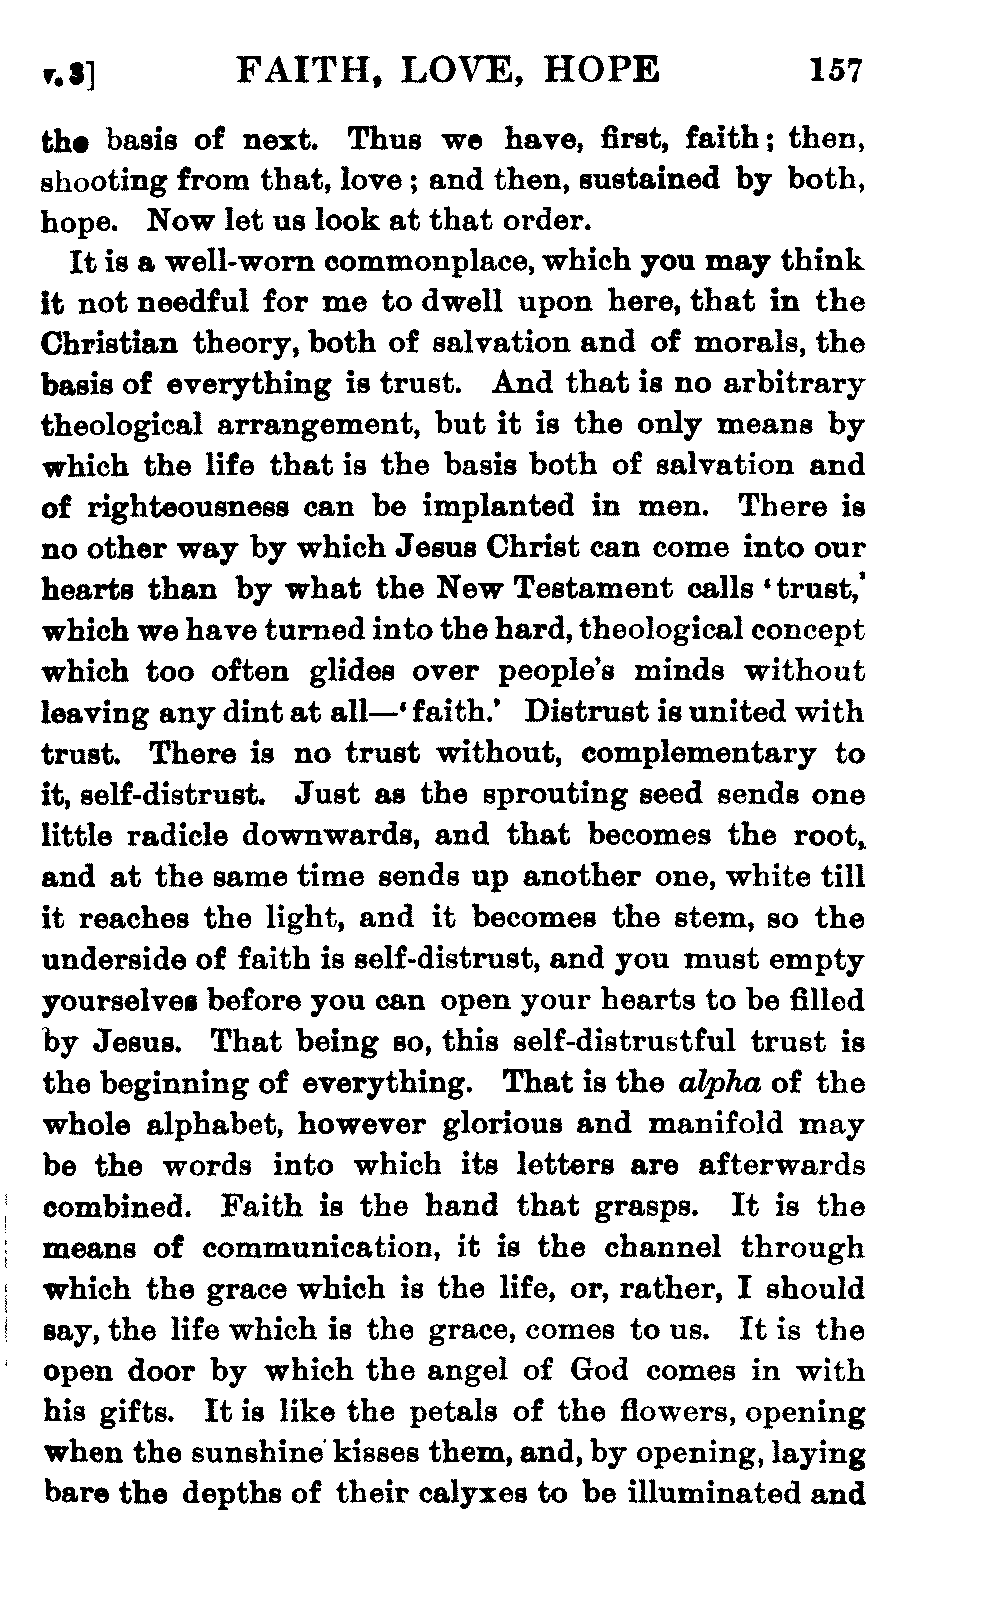 v. 3] FAITH, LOVE, HOPE 157
the basis of next. Thus we have, first, faith; then,
shooting from that, love; and then, sustained by both,
hope. Now let us look at that order.
It is a well-worn commonplace, which you may think
it not needful for me to dwell upon here, that in the
Christian theory, both of salvation and of morals, the
basis of everything is trust. And that is no arbitrary
theological arrangement, but it is the only means by
which the life that is the basis both of salvation and
of righteousness can be implanted in men. There is
no other way by which Jesus Christ can come into our
hearts than by what the New Testament calls 'trust,'
which we have turned into the hard, theological concept
which too often glides over people's minds without
leaving any dint at all—'faith.' Distrust is united with
trust. There is no trust without, complementary to
it, self-distrust. Just as the sprouting seed sends one
little radicle downwards, and that becomes the root,
and at the same time sends up another one, white till
it reaches the light, and it becomes the stem, so the
underside of faith is self-distrust, and you must empty
yourselves before you can open your hearts to be filled
by Jesus. That being so, this self-distrustful trust is
the beginning of everything. That is the alpha of the
whole alphabet, however glorious and manifold may
be the words into which its letters are afterwards
combined. Faith is the hand that grasps. It is the
means of communication, it is the channel through
which the grace which is the life, or, rather, I should
say, the life which is the grace, comes to us. It is the
open door by which the angel of God comes in with
his gifts. It is like the petals of the flowers, opening
when the sunshine kisses them, and, by opening, laying
bare the depths of their calyxes to be illuminated and